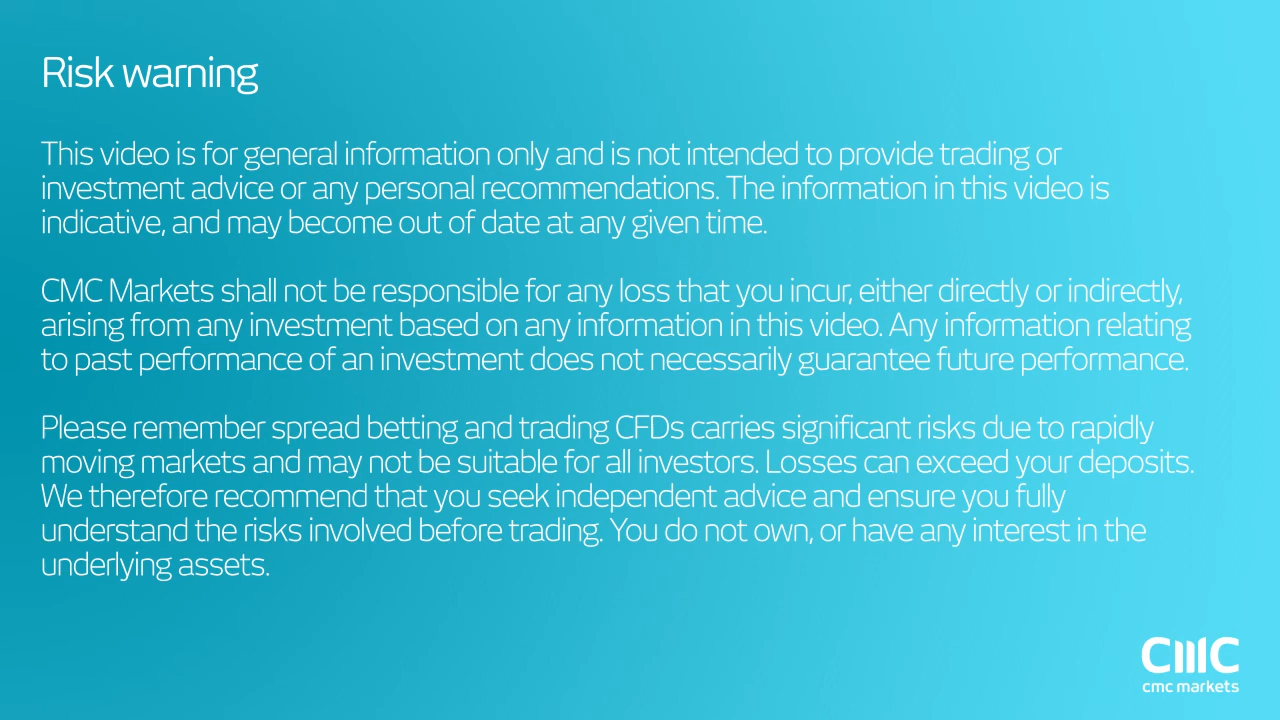 Risk warning
This video is for general information only and is not intended to provide trading or
investment advice or any personal recommendations. The information in this video is
indicative, and may become out of date at any given time.
CMC Markets shall not be responsible for any loss that you incur, either directly or indirectly,
arising from any investment based on any information in this video. Any information relating
to past performance of an investment does not necessarily guarantee future performance.
Please remember spread betting and trading CFDs carries significant risks due to rapidly
moving markets and may not be suitable for all investors. Losses can exceed your deposits.
We therefore recommend that you seek independent advice and ensure you fully
understand the risks involved before trading. You do not own, or have any interest in the
underlying assets.
cmc
cmc markets